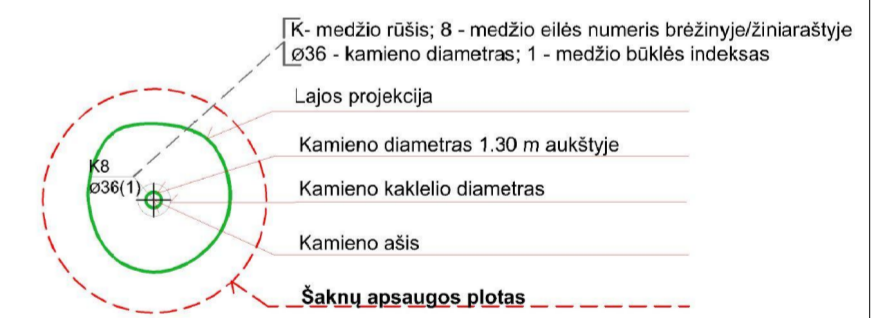 K- medžio rūšis; 8 - medžio eilės numeris brėžinyje/žiniaraštyje
ø36 - kamieno diametras; 1 - medžio būklės indeksas
Lajos projekcija
Kamieno diametras 1.30 m aukštyje
K8
ø36(1)
Kamieno kaklelio diametras
Kamieno ašis
Šaknų apsaugos plotas